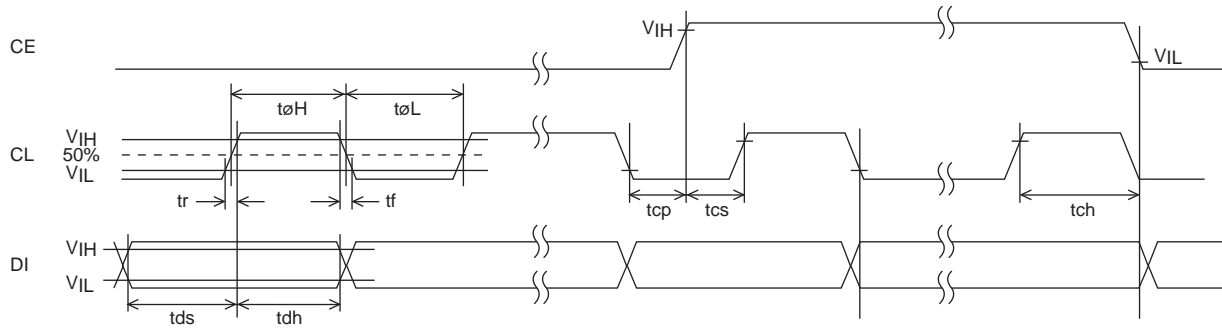 CE
VIH
VIL
tøH
tøL
VIH
CL
50%
VIL
tr
tf
tcp
tcs
tch
VIH
DI
VIL
tds
tdh